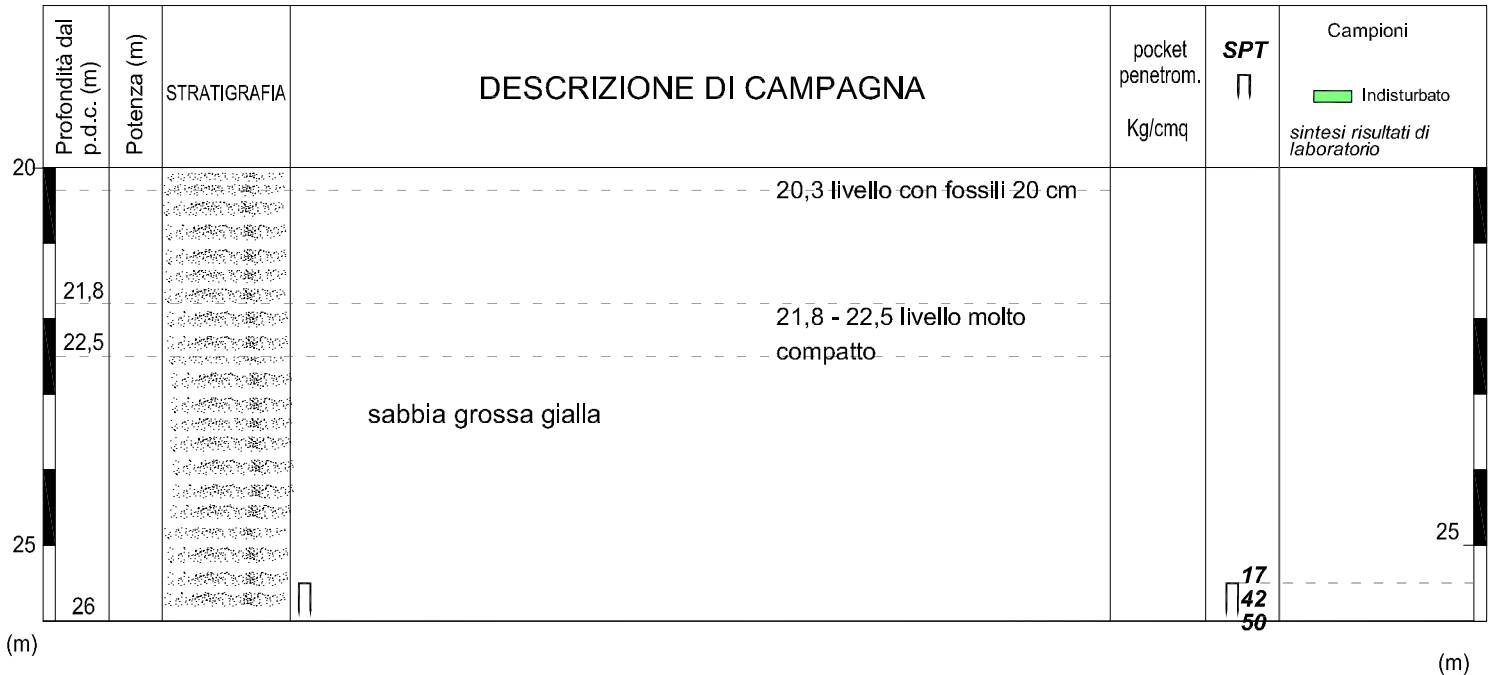 Profondità dal
p.d.c. (m)
Potenza (m)
STRATIGRAFIA
DESCRIZIONE DI CAMPAGNA
pocket
penetrom.
Kg/cmq
SPT
Campioni
Indisturbato
sintesi risultati di
laboratorio
20
20,3 livello con fossili 20 cm
21,8
21,8 - 22,5 livello molto
22,5
compatto
sabbia grossa gialla
25
25
17
26
42
50
(m)
(m)